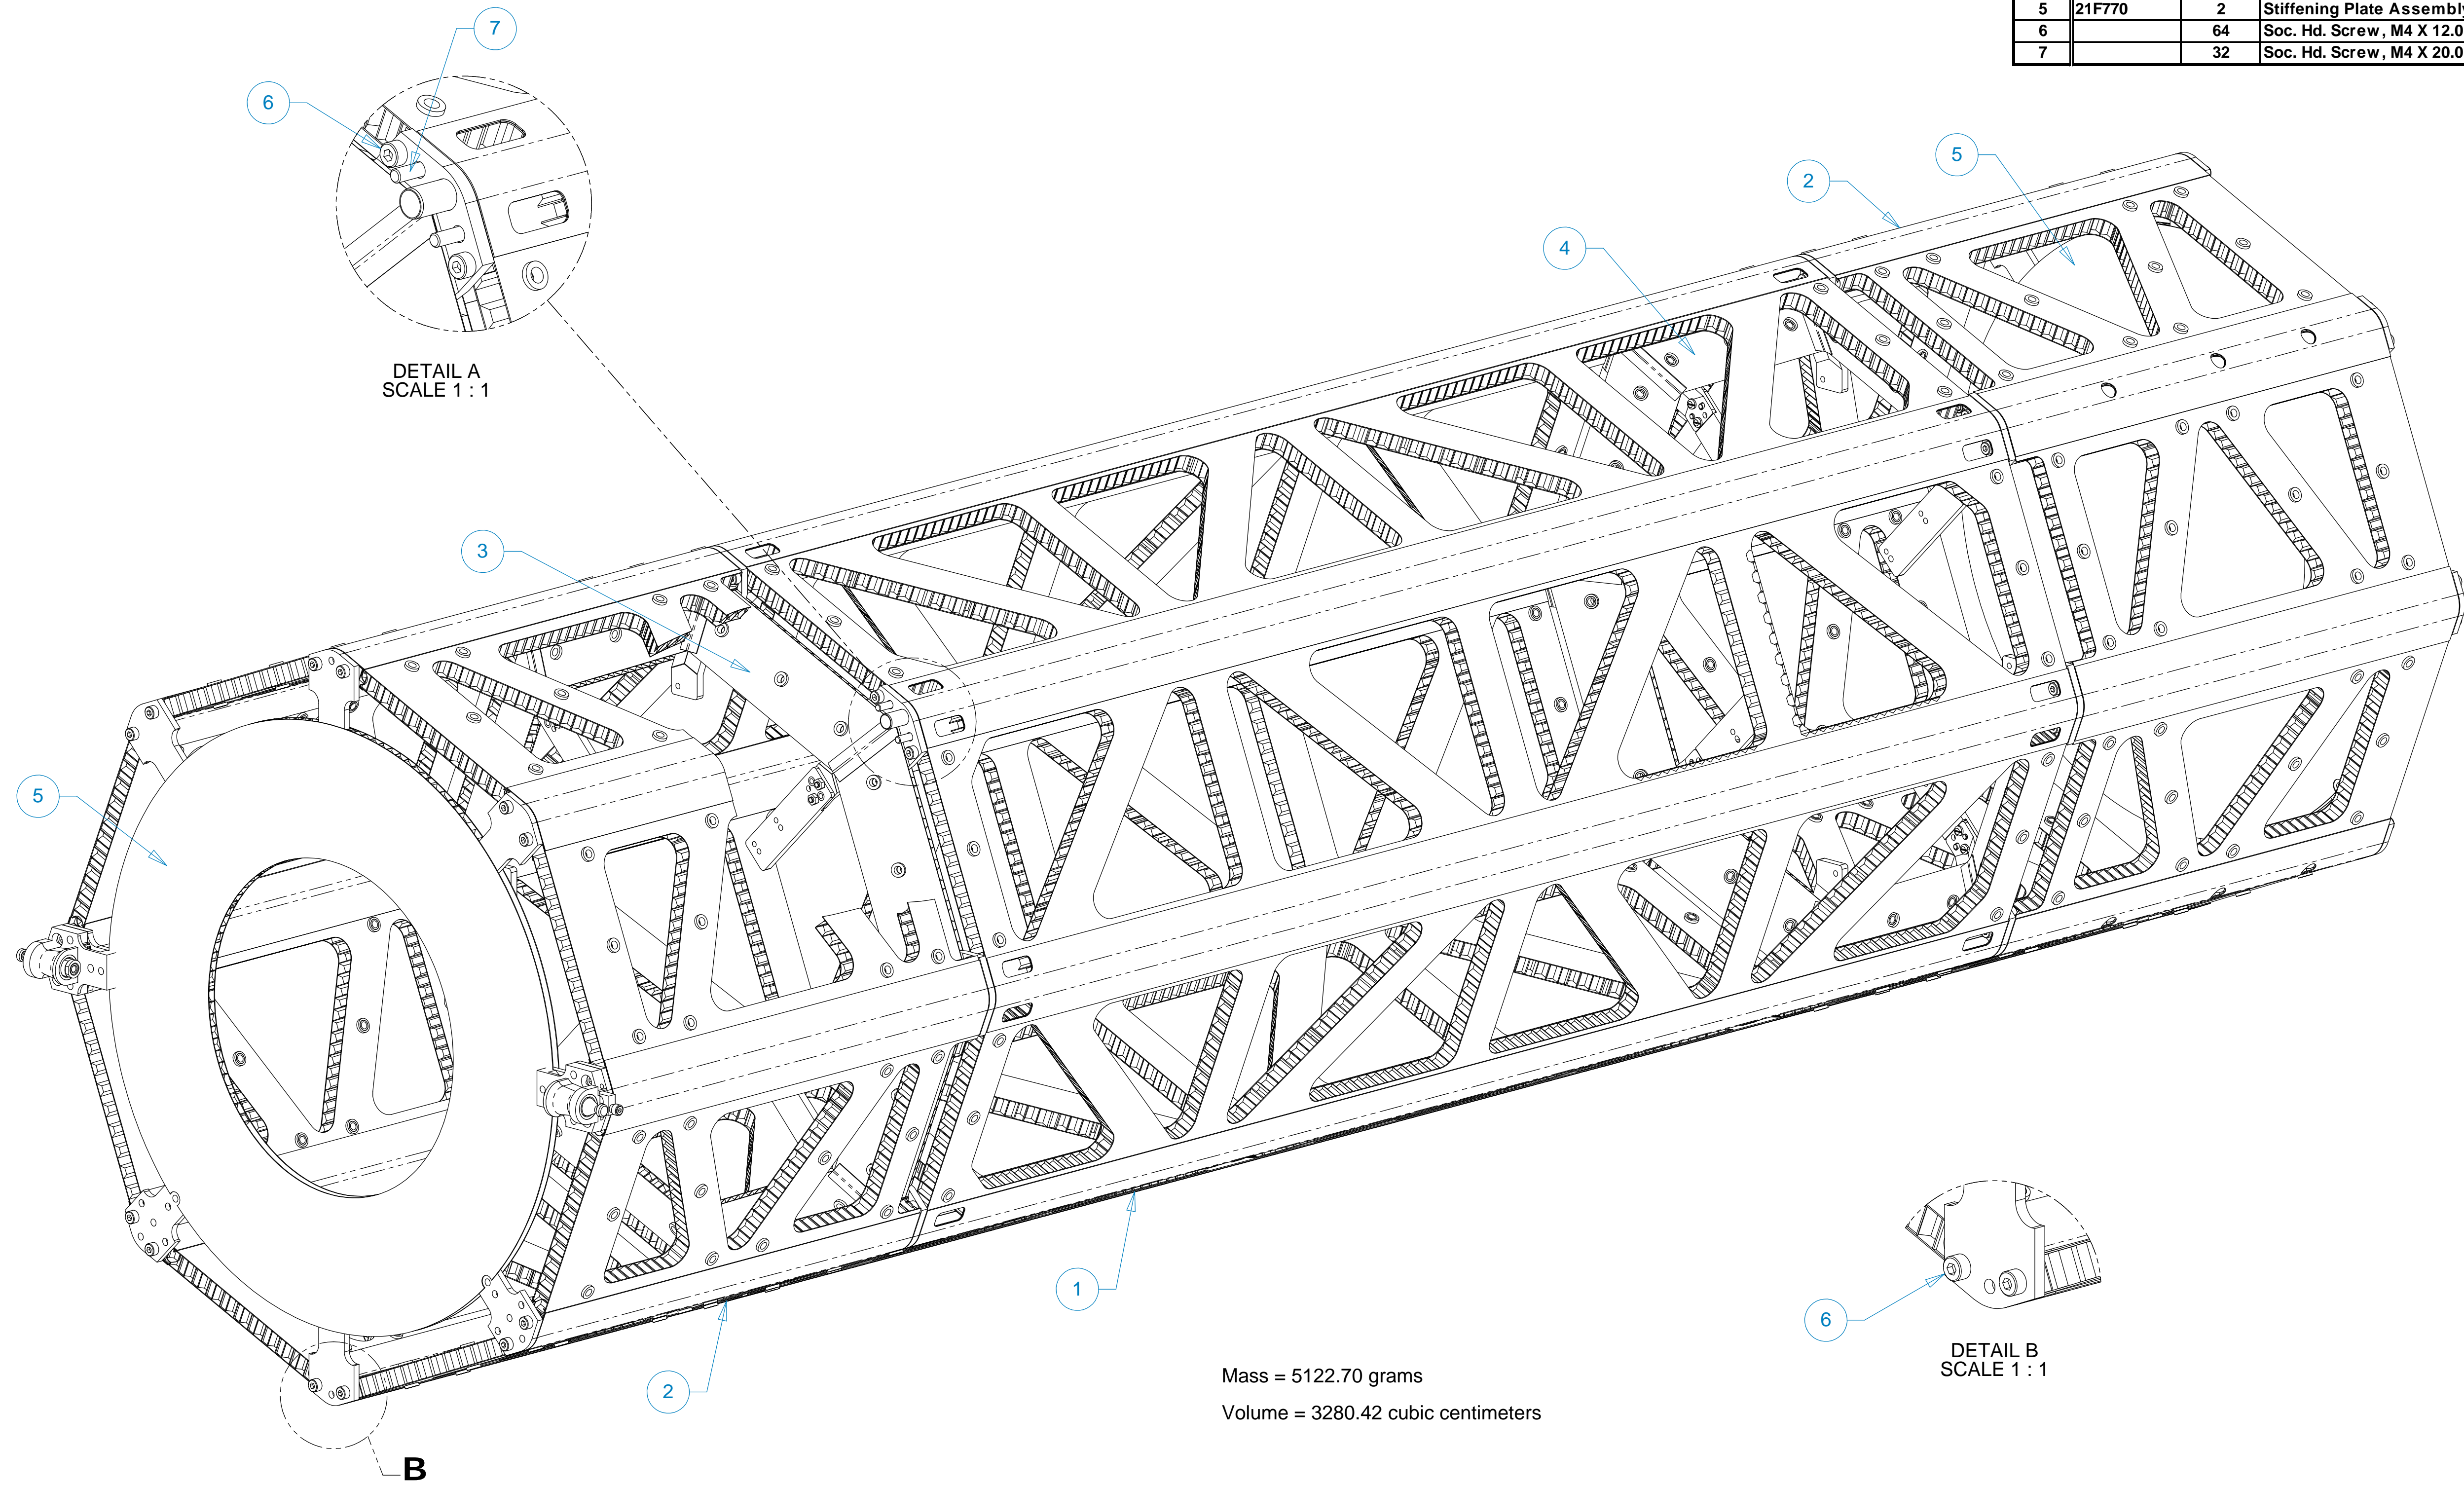 5 21F770 2 Stiffening Plate Assembly
6 64 Soc. Hd. Screw, M4 X 12.0
7 32 Soc. Hd. Screw, M4 X 20.0
7
6
DETAIL A
SCALE 1 : 1
5
2
4
3
5
1
2
6
DETAIL B
SCALE 1 : 1
Mass = 5122.70 grams
Volume = 3280.42 cubic centimeters
B